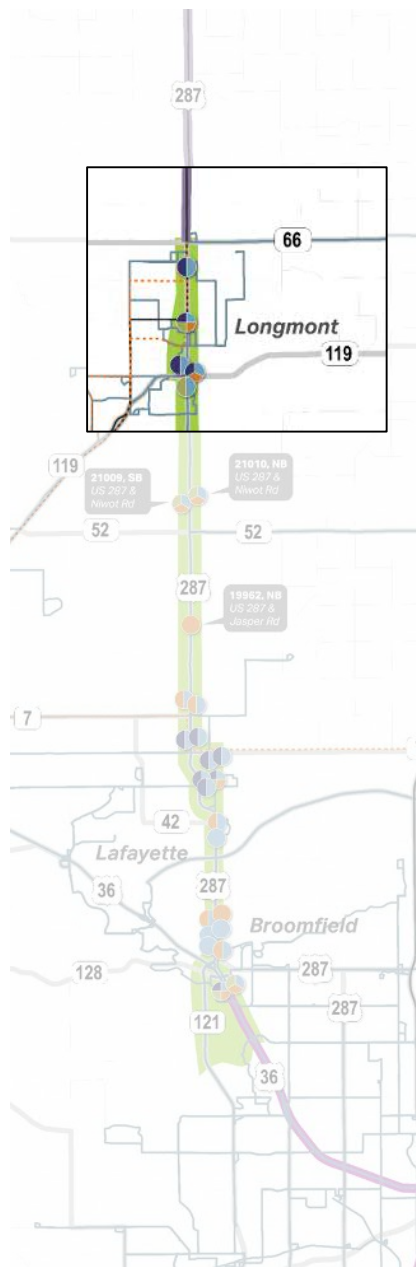 287
66
Longmont
119
119
21009, SB
US 287 &
Niwot Rd
21010, NB
US 287 &
Niwot Rd
52
52
287
19962, NB
US 287 &
Jasper Rd
7
42
Lafayette
36
287
Broomfield
128
287
287
121
36